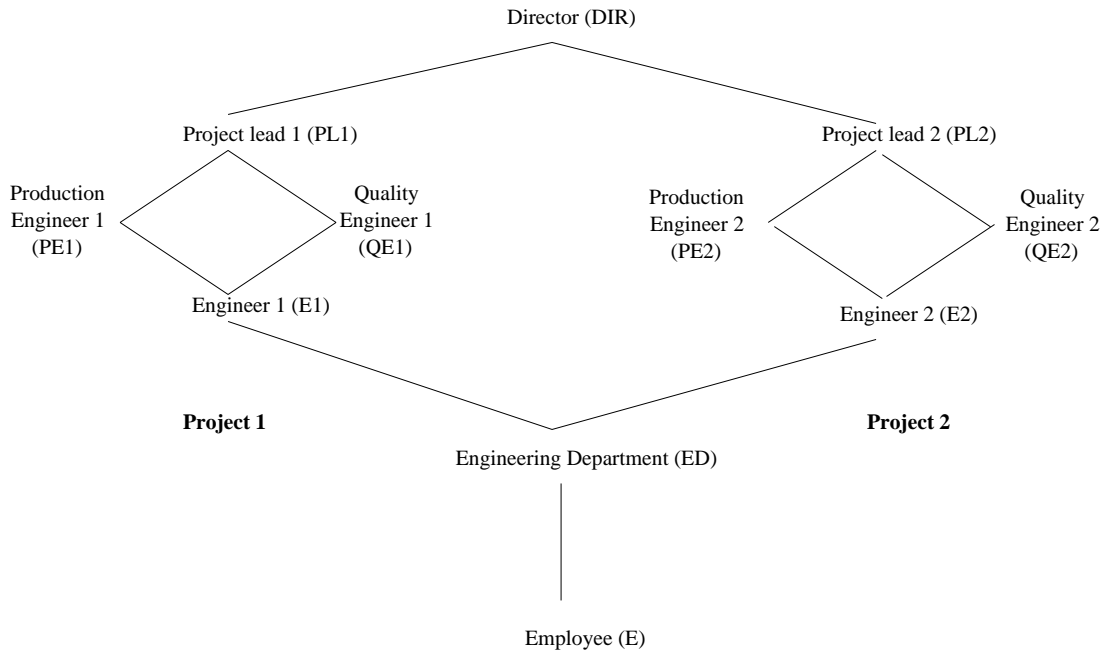 Director (DIR)
Project lead 1 (PL1)
Project lead 2 (PL2)
Production
Engineer 1
(PE1)
Quality
Engineer 1
(QE1)
Production
Engineer 2
(PE2)
Quality
Engineer 2
(QE2)
Engineer 1 (E1)
Engineer 2 (E2)
Project 1
Project 2
Engineering Department (ED)
Employee (E)